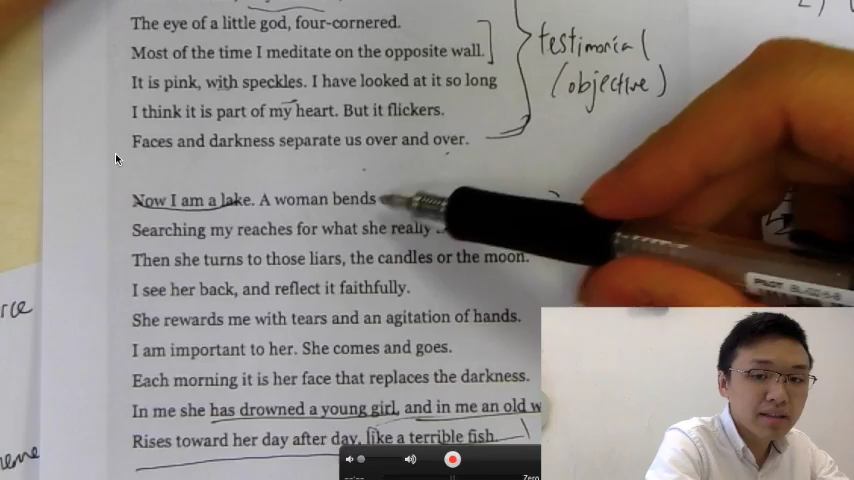 The eye of a little god, four-cornered.
Most of the time I meditate on the opposite wall.
It is pink, with speckles. I have looked at it so long
I think it is part of my heart. But it flickers.
Faces and darkness separate us over and over.
testimonial
(objective)
Now I am a lake. A woman bends
Searching my reaches for what she really
Then she turns to those liars, the candles or the moon.
I see her back, and reflect it faithfully.
She rewards me with tears and an agitation of hands.
I am important to her. She comes and goes.
Each morning it is her face that replaces the darkness.
In me she has drowned a young girl, and in me an old w
Rises toward her day after day, like a terrible fish.
PILOT
Zero